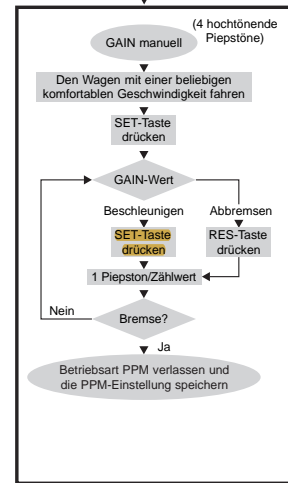 (4 hochtönende
Piepstöne)
GAIN manuell
Den Wagen mit einer beliebigen
komfortablen Geschwindigkeit fahren
SET-Taste
drücken
GAIN-Wert
Beschleunigen
Abbremsen
SET-Taste
drücken
RES-Taste
drücken
1 Piepston/Zählwert
Nein
Bremse?
Ja
Betriebsart PPM verlassen und
die PPM-Einstellung speichern